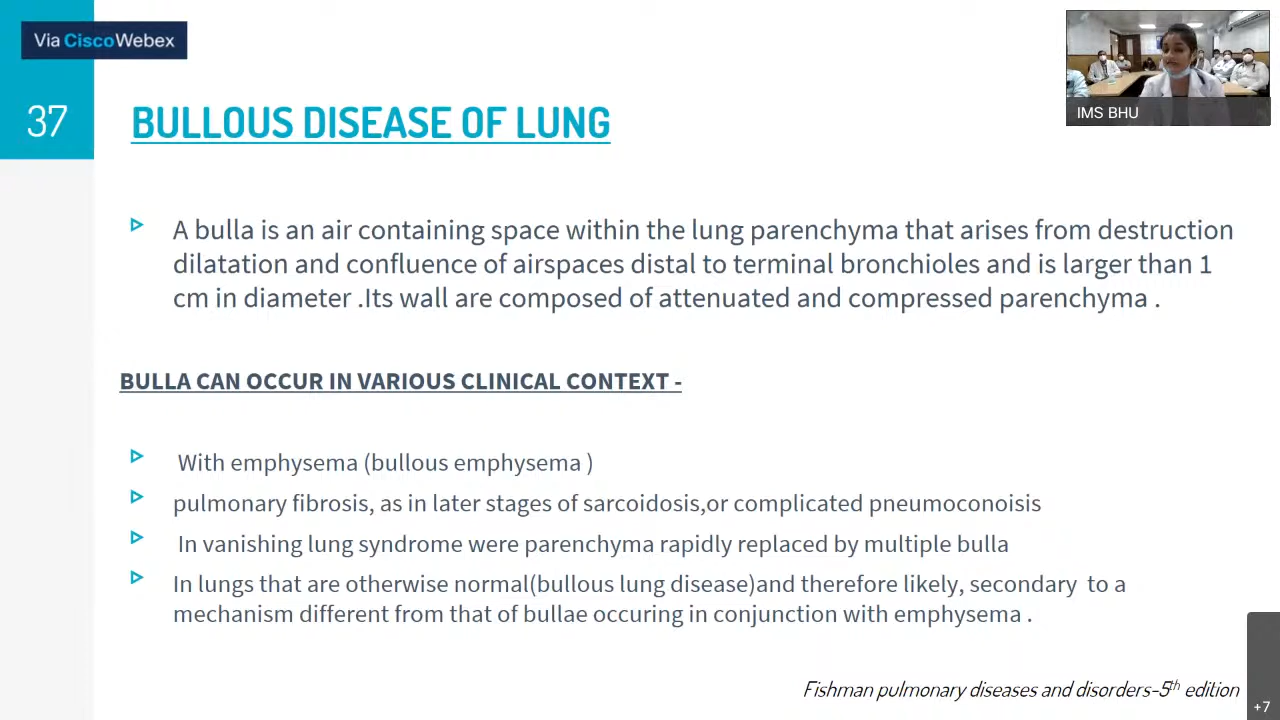 Via CiscoWebex
37
BULLOUS DISEASE OF LUNG
IMS BHU
A bulla is an air containing space within the lung parenchyma that arises from destruction
dilatation and confluence of airspaces distal to terminal bronchioles and is larger than 1
cm in diameter .Its wall are composed of attenuated and compressed parenchyma .
BULLA CAN OCCUR IN VARIOUS CLINICAL CONTEXT -
With emphysema (bullous emphysema )
pulmonary fibrosis, as in later stages of sarcoidosis,or complicated pneumoconoisis
In vanishing lung syndrome were parenchyma rapidly replaced by multiple bulla
In lungs that are otherwise normal(bullous lung disease)and therefore likely, secondary to a
mechanism different from that of bullae occuring in conjunction with emphysema .
Fishman pulmonary diseases and disorders-5th edition
+7